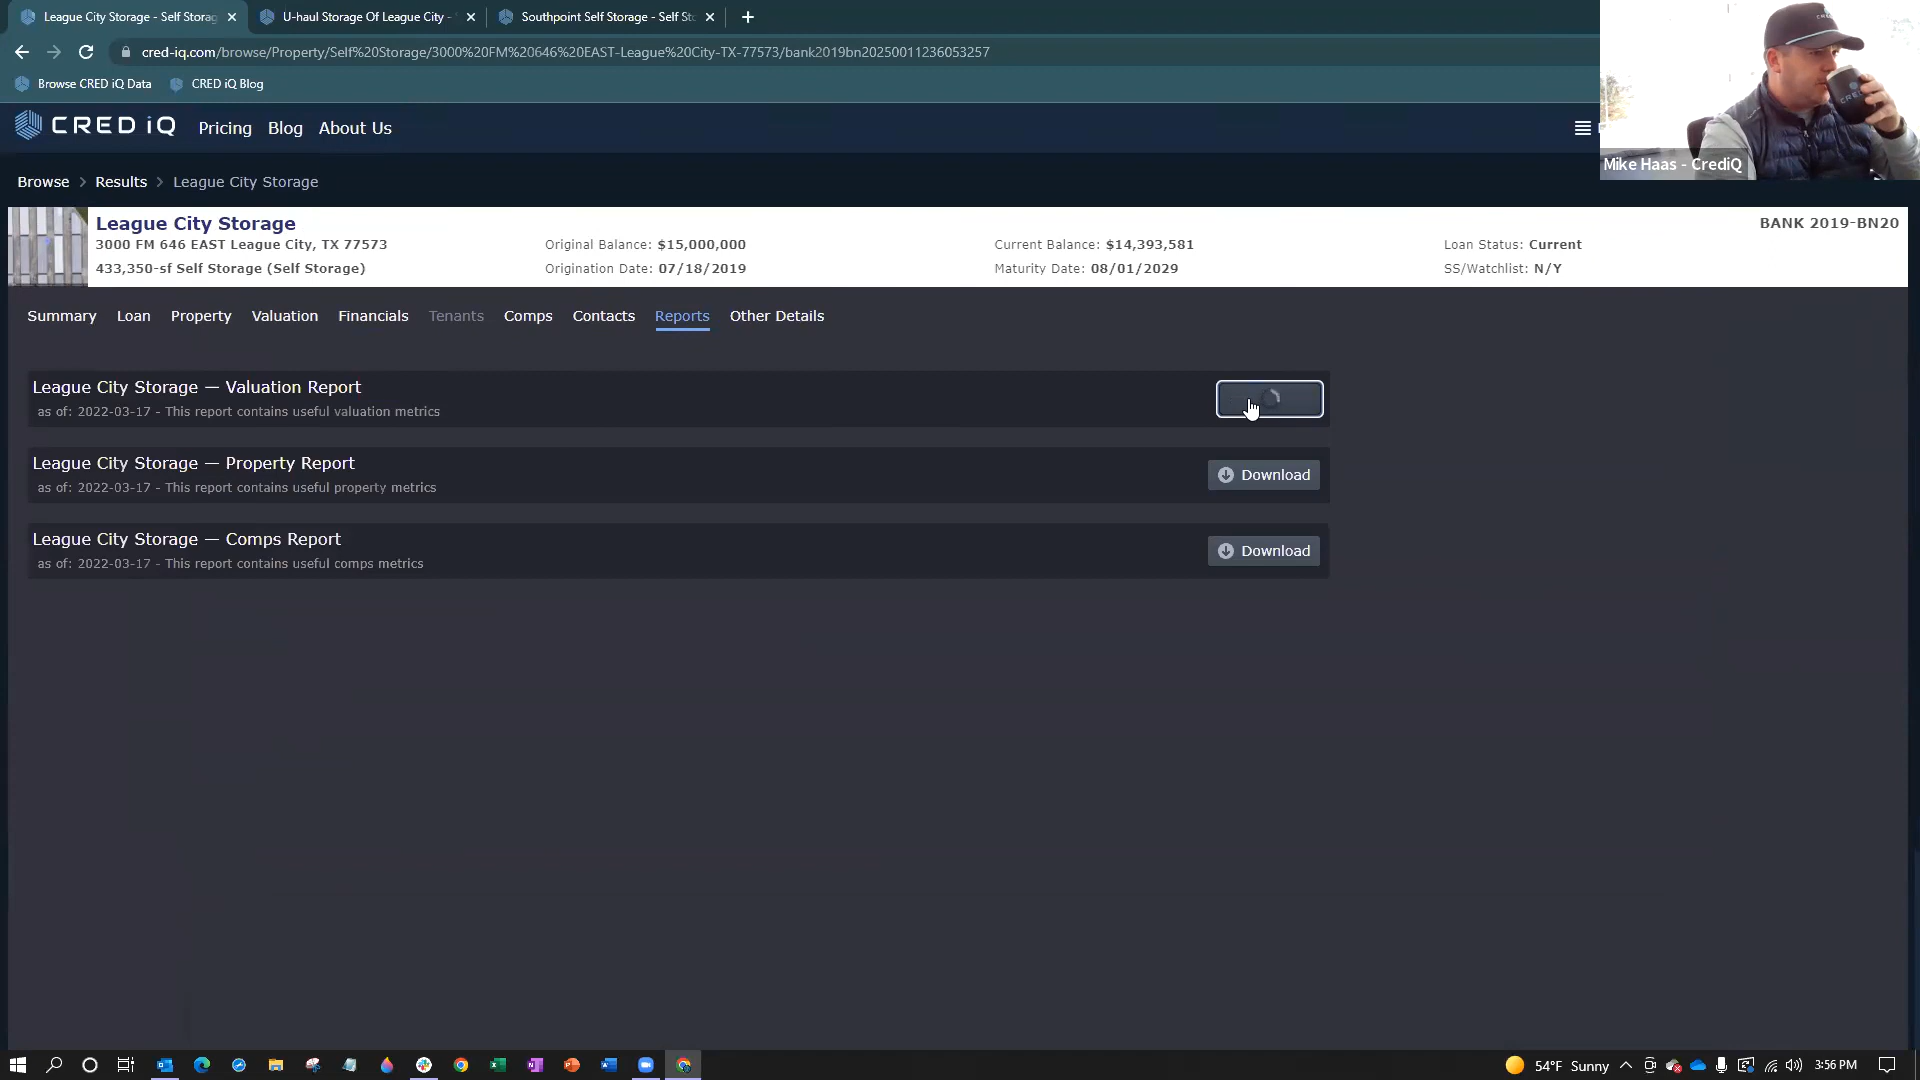 League City Storage - Self Storag
U-haul Storage Of League City -
Southpoint Self Storage - Self St
cred-iq.com/browse/Property/Self%20Storage/3000%20FM%20646%20EAST-League%20City-TX-77573/bank2019bn20250011236053257
Browse CRED iQ Data
CRED iQ Blog
CRED iQ
Pricing
Blog
About Us
Mike Haas - CrediQ
Browse > Results > League City Storage
League City Storage
BANK 2019-BN20
3000 FM 646 EAST League City, TX 77573
Original Balance: $15,000,000
Current Balance: $14,393,581
Loan Status: Current
433,350-sf Self Storage (Self Storage)
Origination Date: 07/18/2019
Maturity Date: 08/01/2029
SS/Watchlist: N/Y
Summary
Loan
Property
Valuation
Financials
Tenants
Comps
Contacts
Reports
Other Details
League City Storage — Valuation Report
as of: 2022-03-17 - This report contains useful valuation metrics
League City Storage — Property Report
as of: 2022-03-17 - This report contains useful property metrics
Download
League City Storage — Comps Report
as of: 2022-03-17 - This report contains useful comps metrics
Download
54°F Sunny
3:56 PM